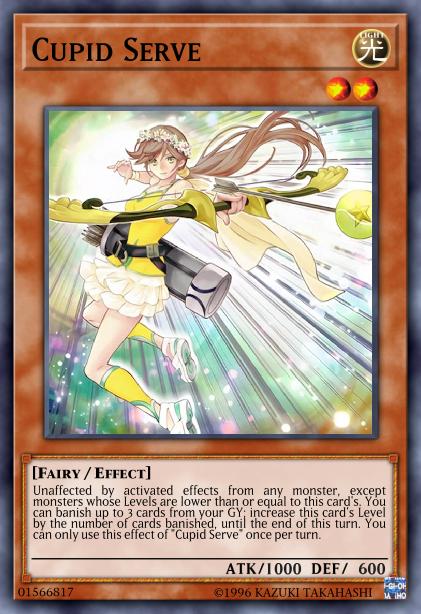 CUPID SERVE
LIGHT
光
[FAIRY / EFFECT]
Unaffected by activated effects from any monster, except
monsters whose Levels are lower than or equal to this card's. You
can banish up to 3 cards from your GY; increase this card's Level
by the number of cards banished, until the end of this turn. You
can only use this effect of "Cupid Serve" once per turn.
ATK/1000 DEF/ 600
01566817
©1996 KAZUKI TAKAHASHI